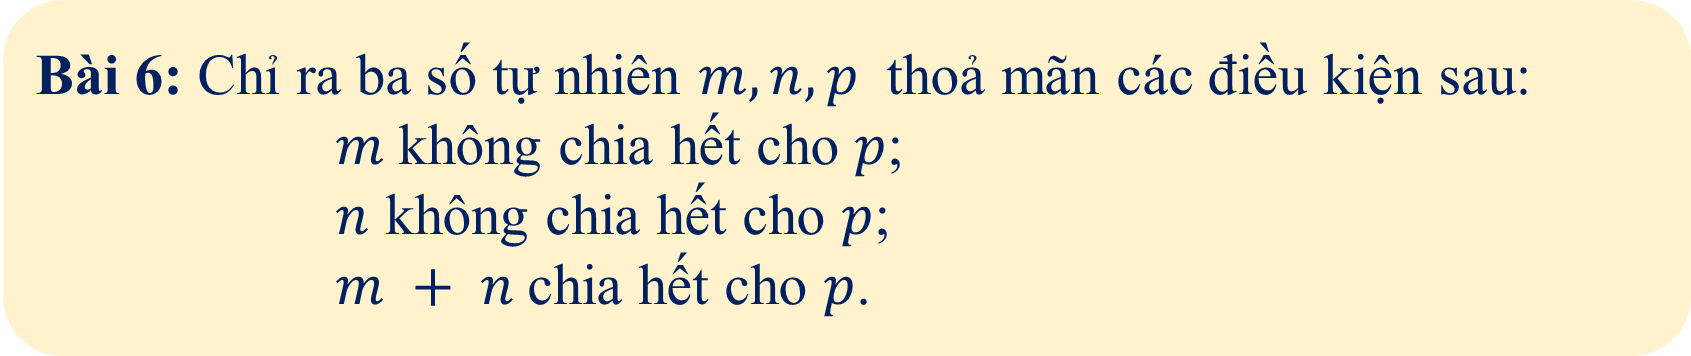 Bài 6: Chỉ ra ba số tự nhiên m, n, p thoả mãn các điều kiện sau:
m không chia hết cho p;
n không chia hết cho p;
m + n chia hết cho p.